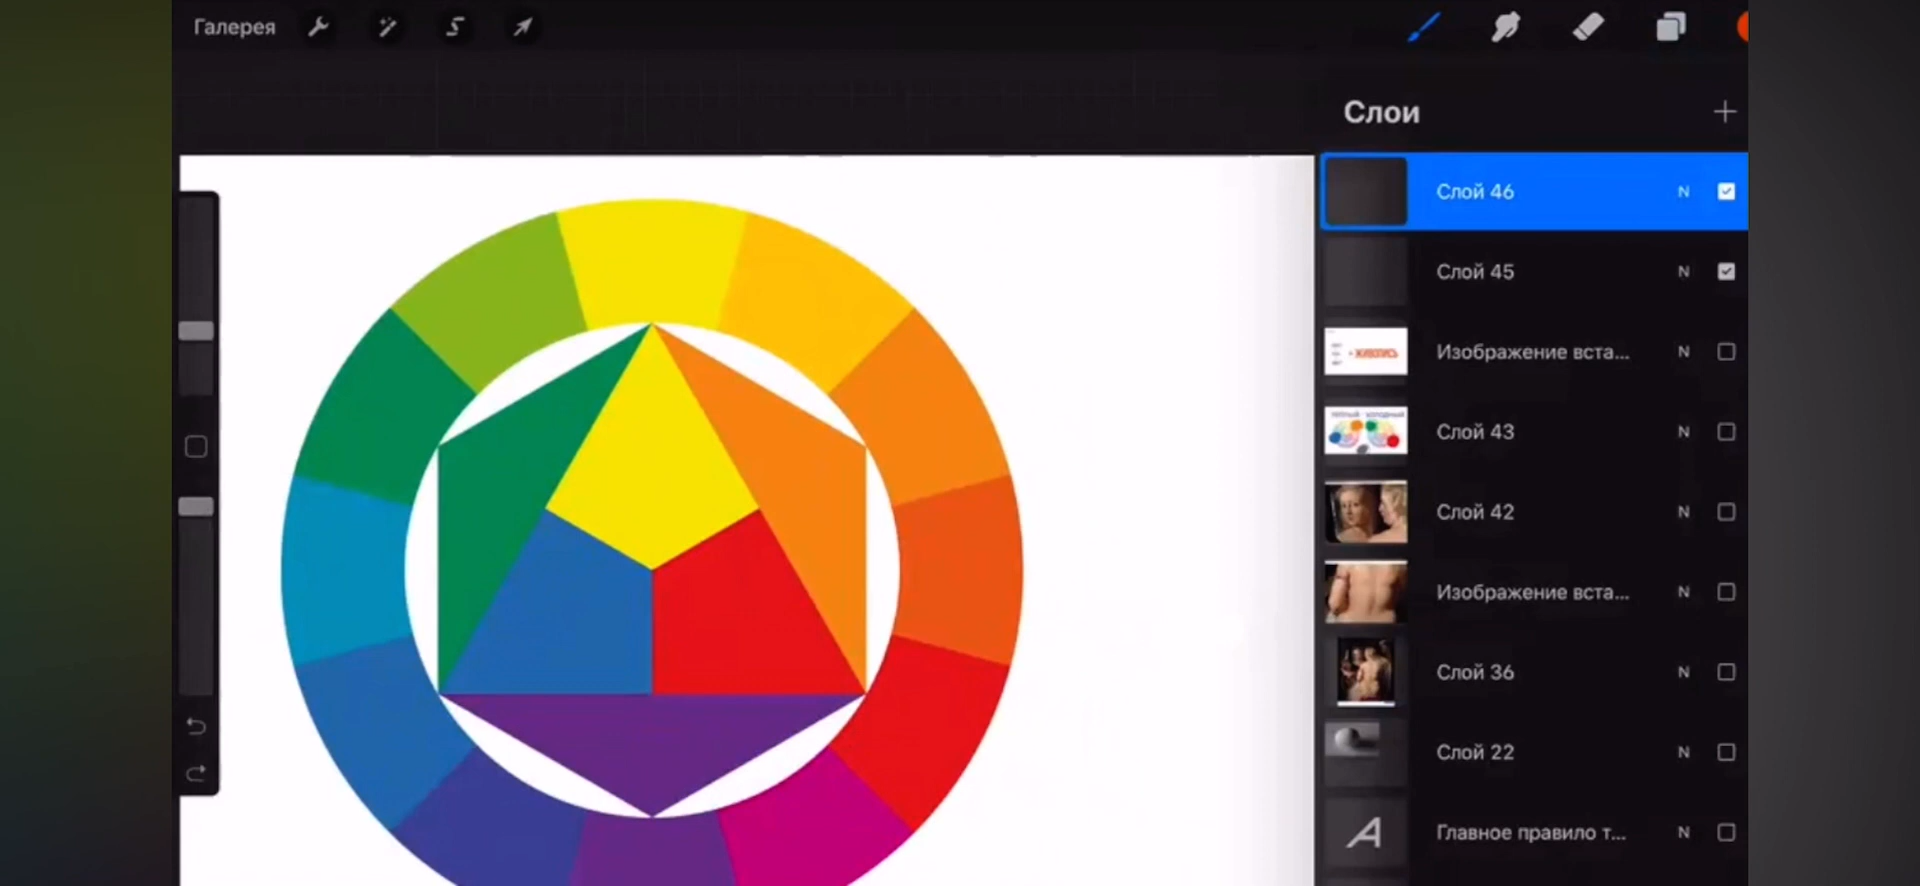 Галерея
Слои
Слой 46 N
Слой 45 N
Изображение вста... N
Слой 43 N
Слой 42 N
Изображение вста... N
Слой 36 N
Слой 22 N
A
Главное правило т... N